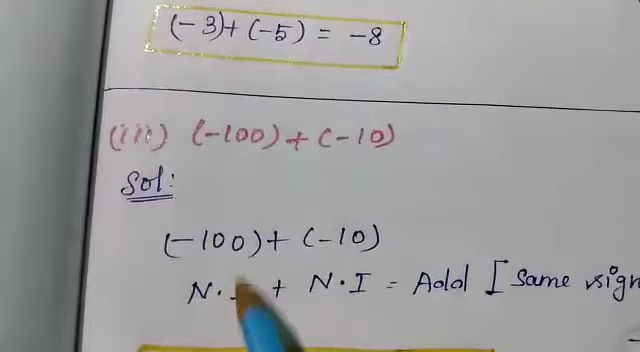 (-3)+(-5) = -8
(iii) (-100)+(-10)
Sol:
(-100)+(-10)
N.I + N.I = Add [Same sign